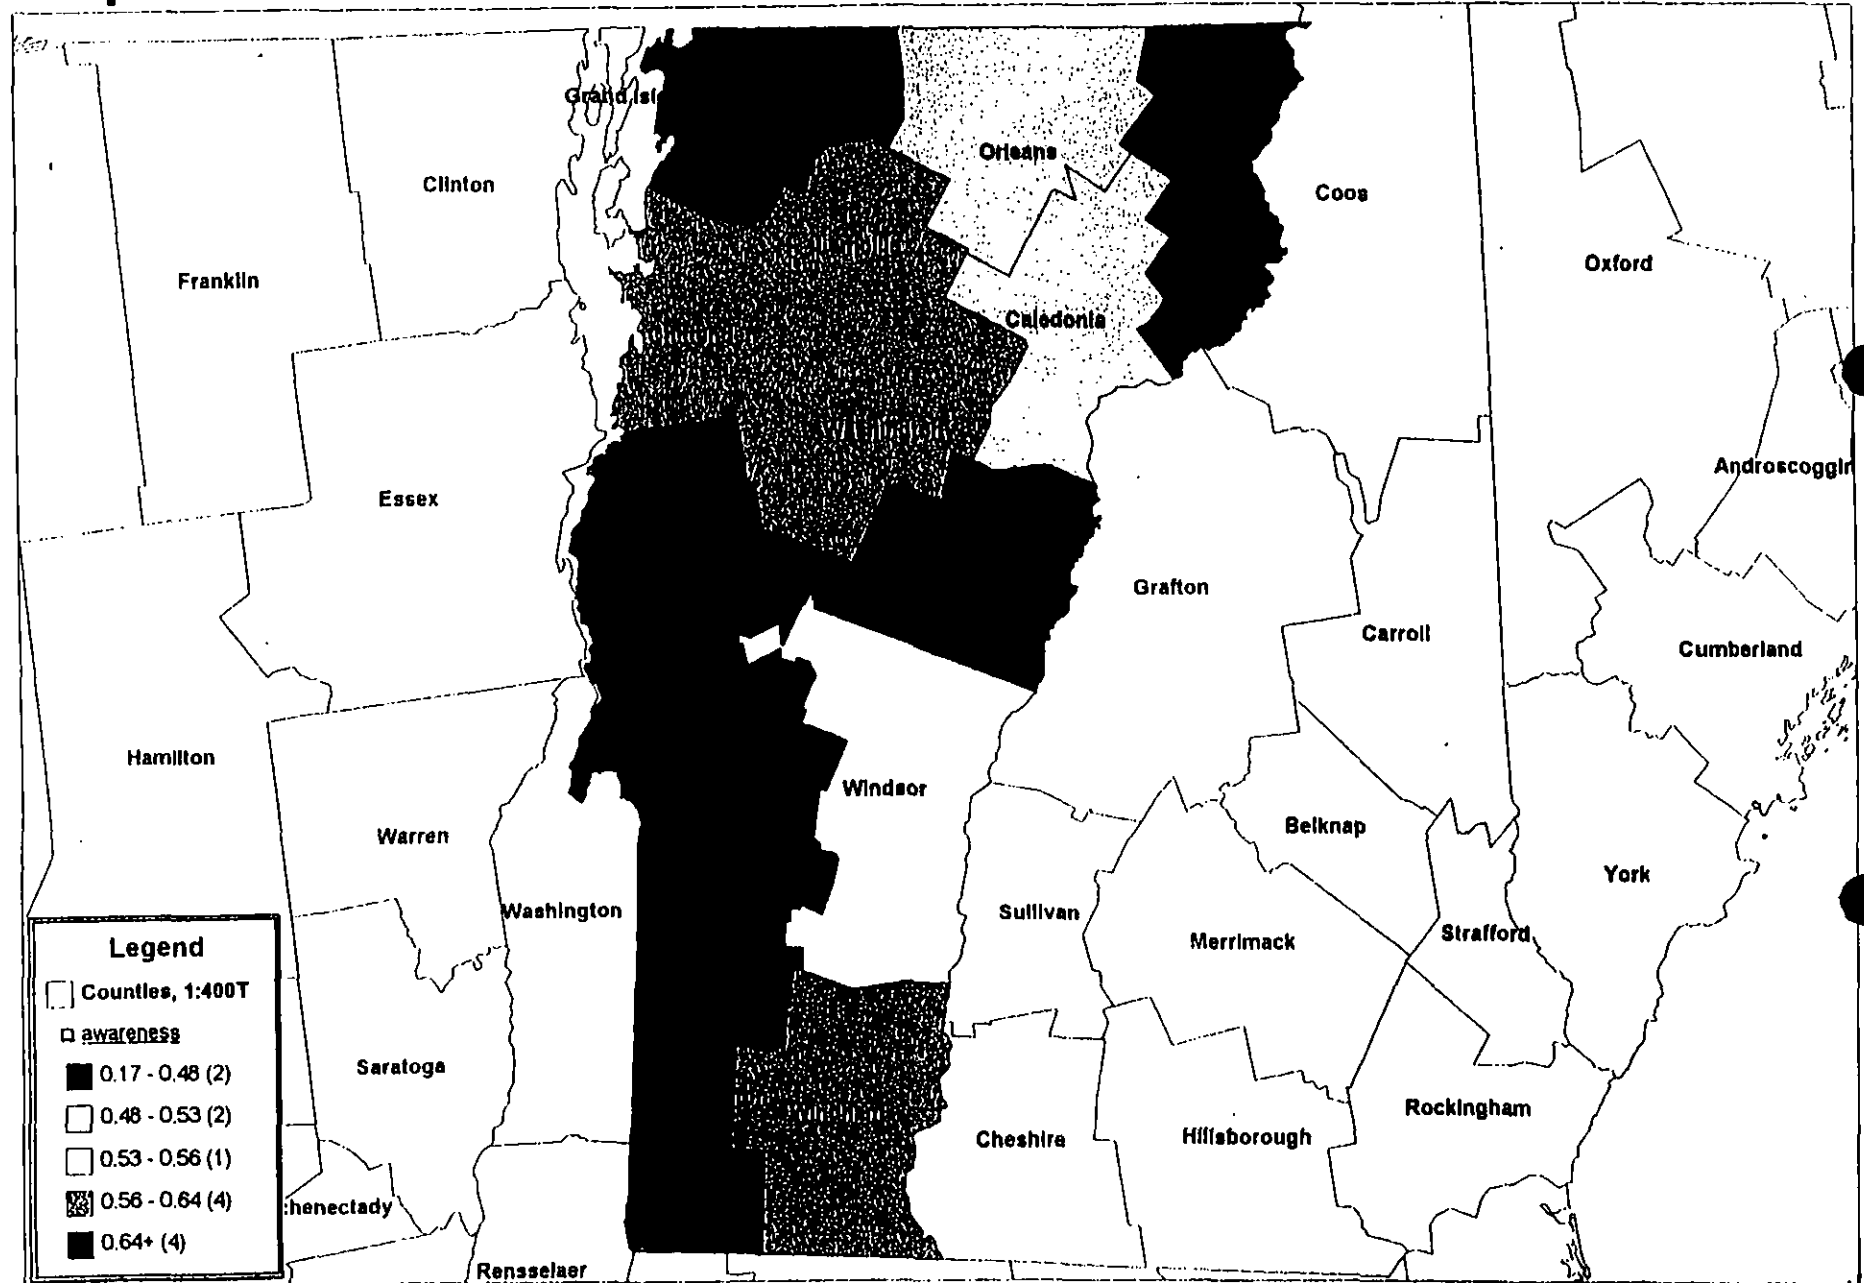 Grand Isl
Orleans
Clinton
Coos
Oxford
Franklin
Caledonia
Androscoggin
Essex
Grafton
Carroll
Cumberland
Hamilton
Windsor
Belknap
Warren
York
Washington
Sullivan
Merrimack
Strafford
Legend
Counties, 1:400T
awareness
0.17 - 0.48 (2)
0.48 - 0.53 (2)
0.53 - 0.56 (1)
0.56 - 0.64 (4)
0.64+ (4)
Saratoga
Rockingham
Cheshire
Hillsborough
henectady
Rensselaer